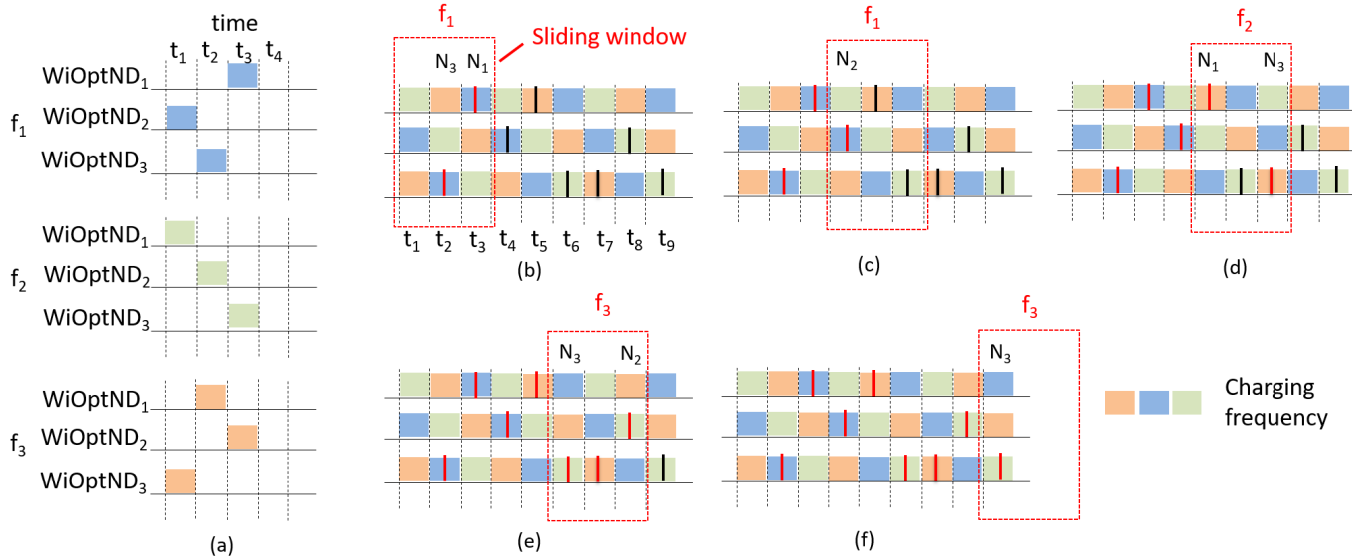 time
t1 t2 t3 t4
f1
WiOptND1
WiOptND2
WiOptND3
f2
WiOptND1
WiOptND2
WiOptND3
f3
WiOptND1
WiOptND2
WiOptND3
(a)
f1
Sliding window
N3 N1
t1 t2 t3 t4 t5 t6 t7 t8 t9
(b)
f1
N2
(c)
f2
N1 N3
(d)
f3
N3 N2
(e)
f3
N3
(f)
Charging
frequency